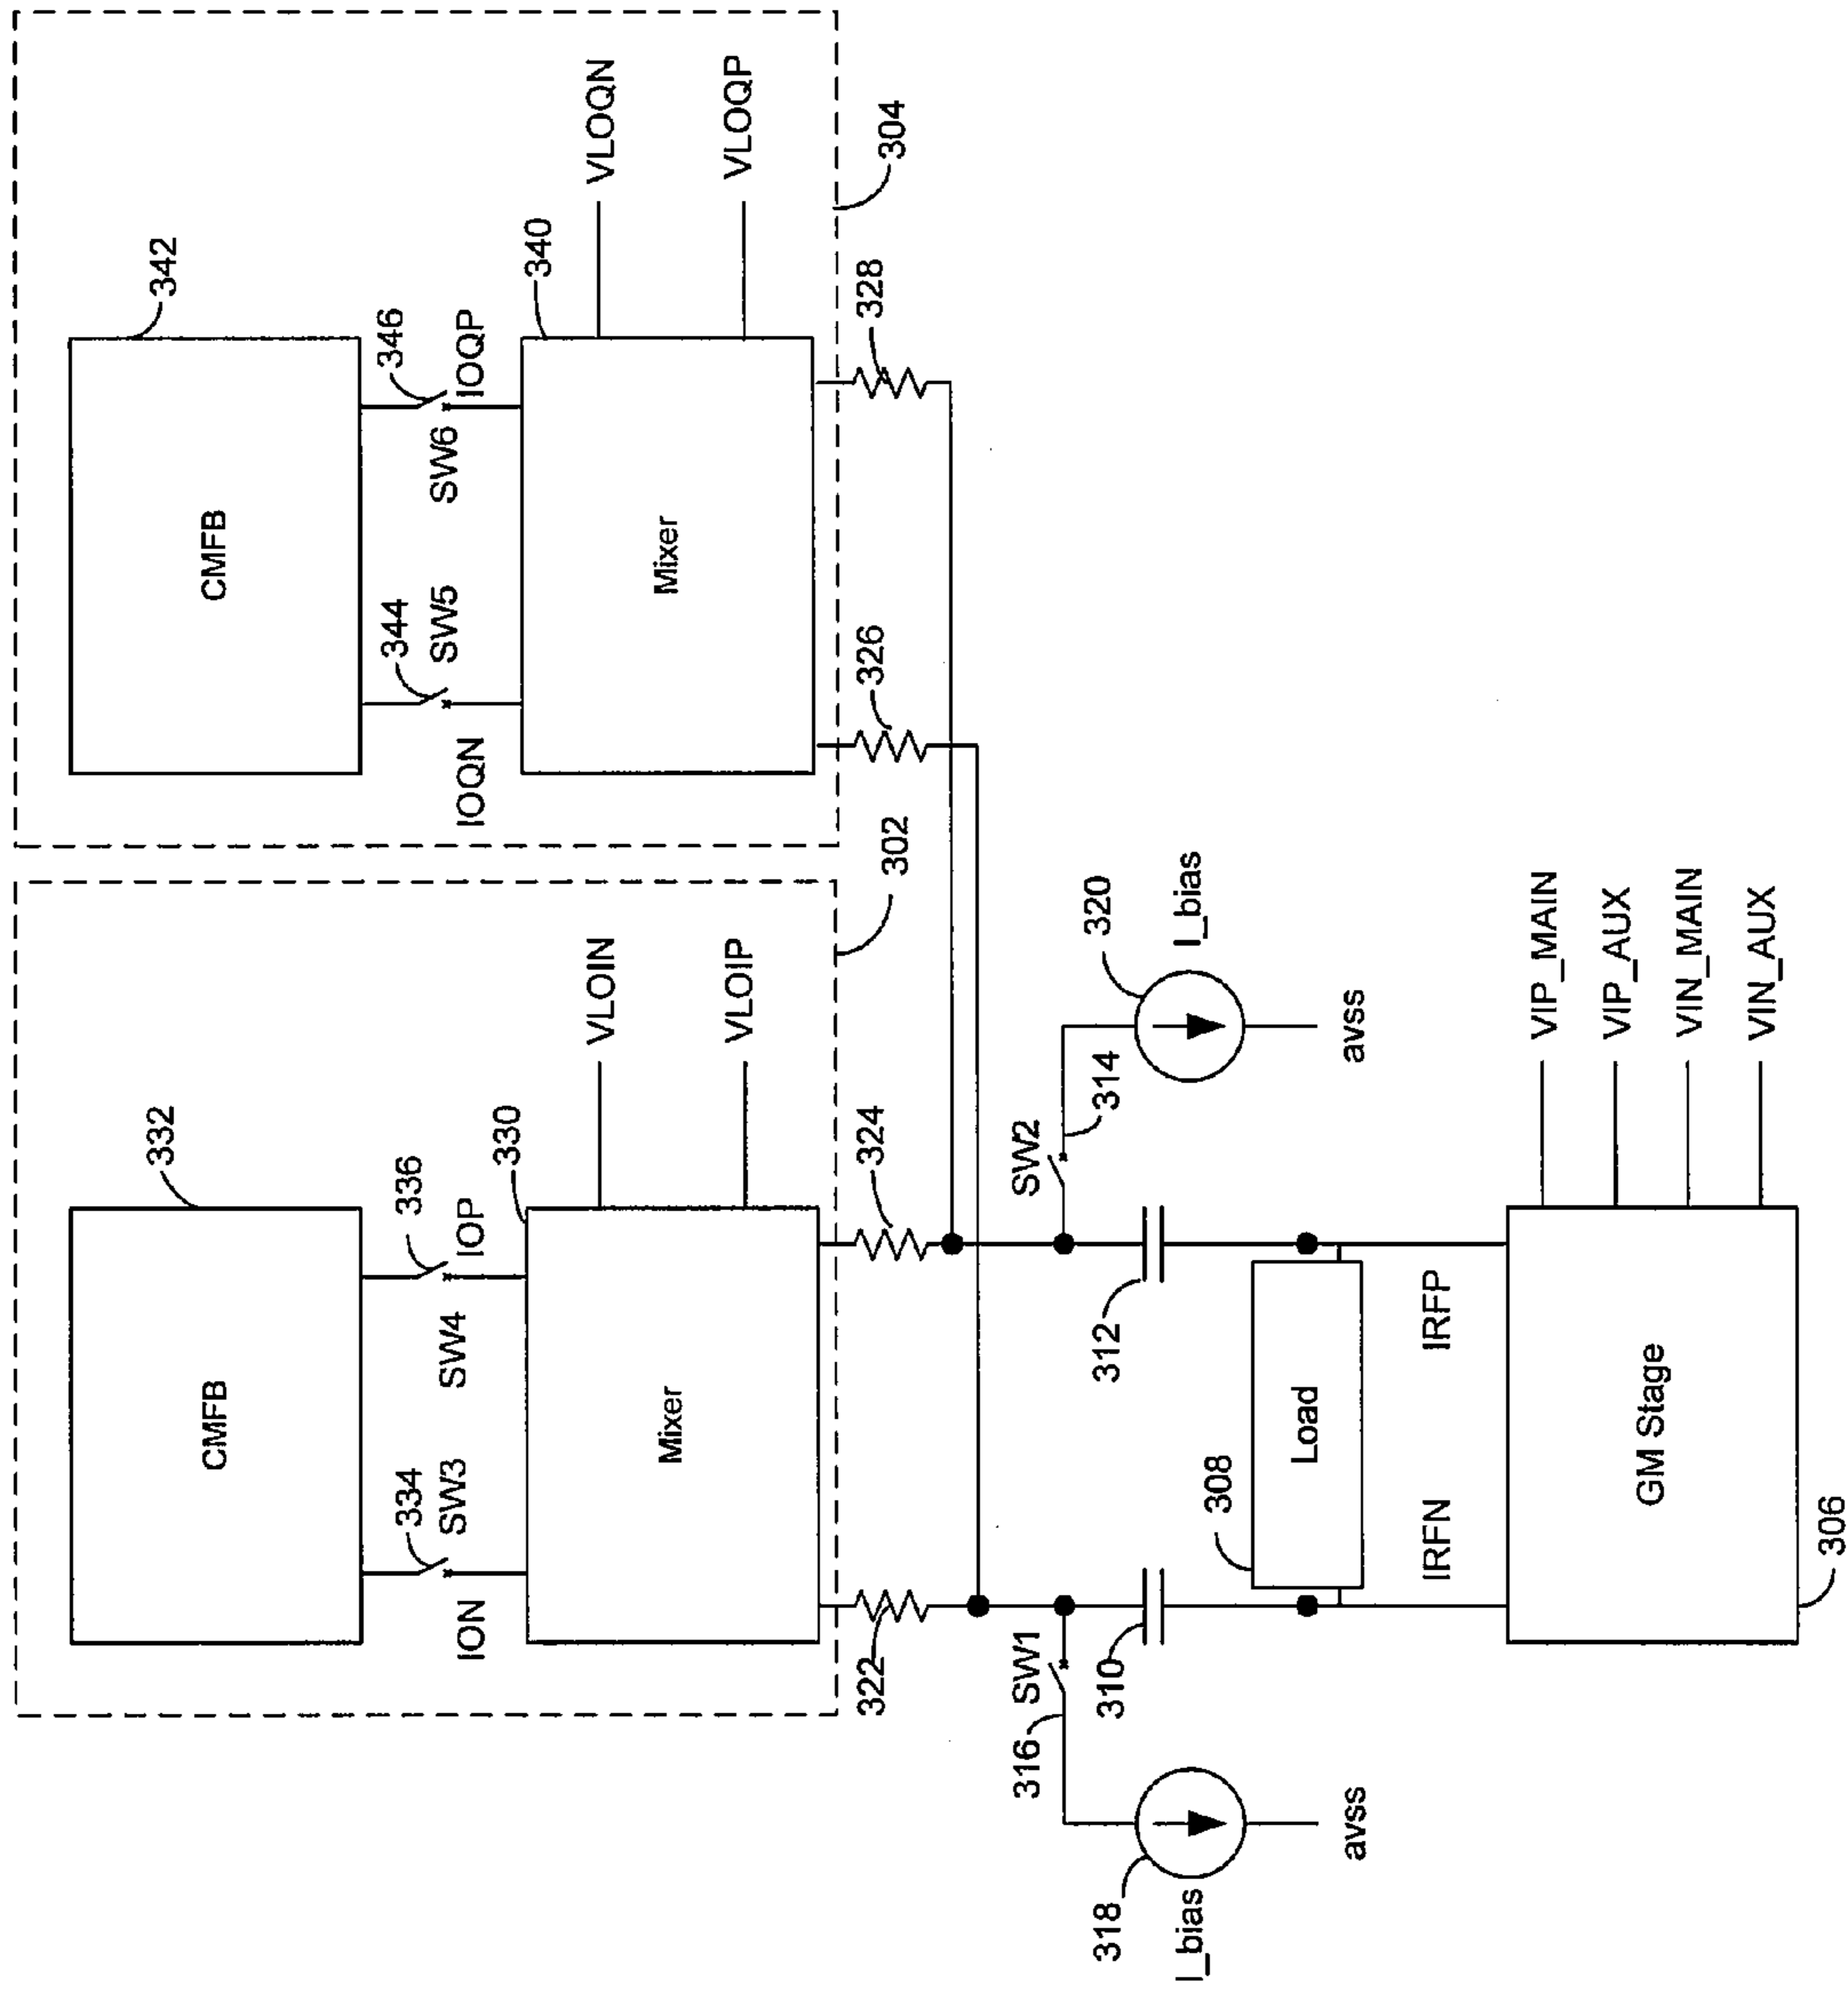 342
CMFB
344
SW5
SW6
346
IOQN
IOQP
340
Mixer
VLOQN
VLOQP
304
326
328
332
CMFB
334
SW3
SW4
336
ION
IOP
330
Mixer
VLOIN
VLOIP
302
322
324
316
SW1
SW2
314
320
I_bias
avss
318
I_bias
avss
310
312
308
Load
IRFN
IRFP
GM Stage
306
VIP_MAIN
VIP_AUX
VIN_MAIN
VIN_AUX